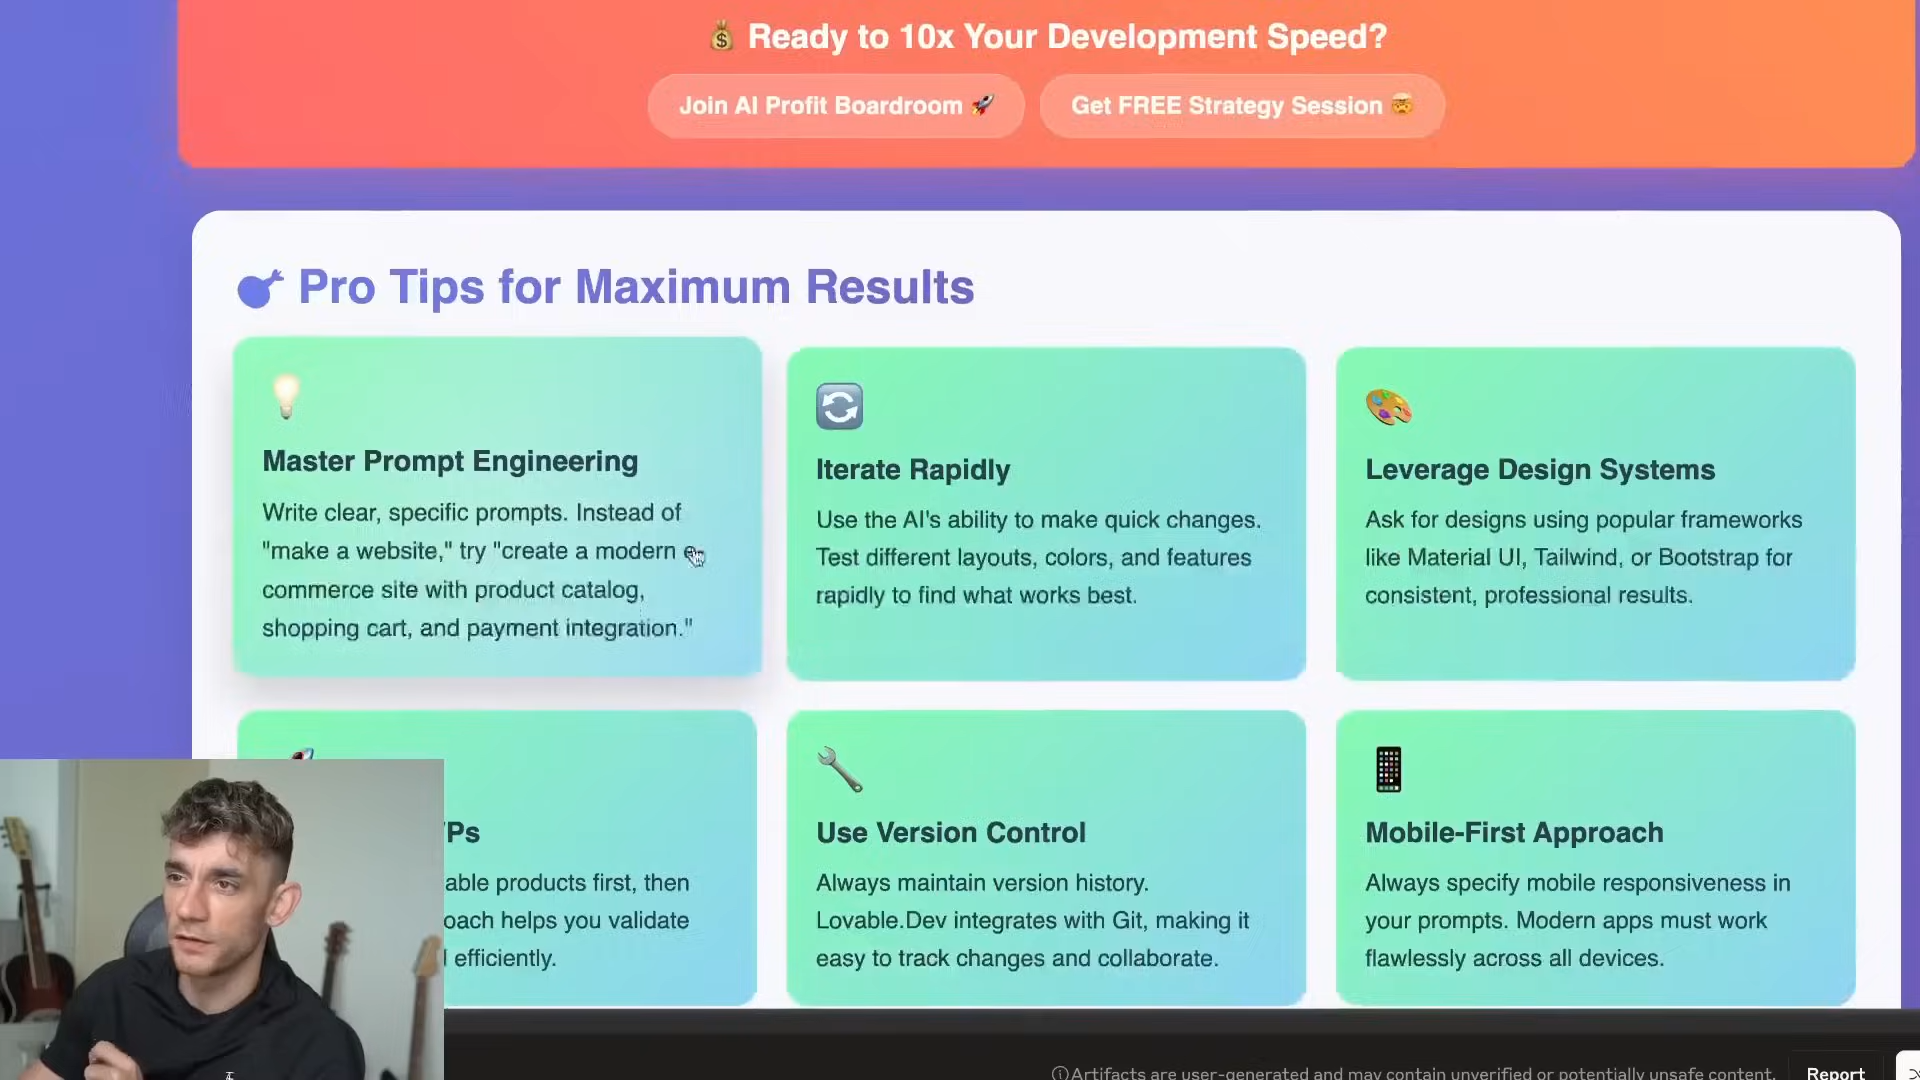 Ready to 10x Your Development Speed?
Join AI Profit Boardroom
Get FREE Strategy Session
Pro Tips for Maximum Results
Master Prompt Engineering
Write clear, specific prompts. Instead of
"make a website," try "create a modern e-
commerce site with product catalog,
shopping cart, and payment integration."
Iterate Rapidly
Use the AI's ability to make quick changes.
Test different layouts, colors, and features
rapidly to find what works best.
Leverage Design Systems
Ask for designs using popular frameworks
like Material UI, Tailwind, or Bootstrap for
consistent, professional results.
products first, then
helps you validate
efficiently.
Use Version Control
Always maintain version history.
Lovable.Dev integrates with Git, making it
easy to track changes and collaborate.
Mobile-First Approach
Always specify mobile responsiveness in
your prompts. Modern apps must work
flawlessly across all devices.
Artifacts are user-generated and may contain unverified or potentially unsafe content.
Report